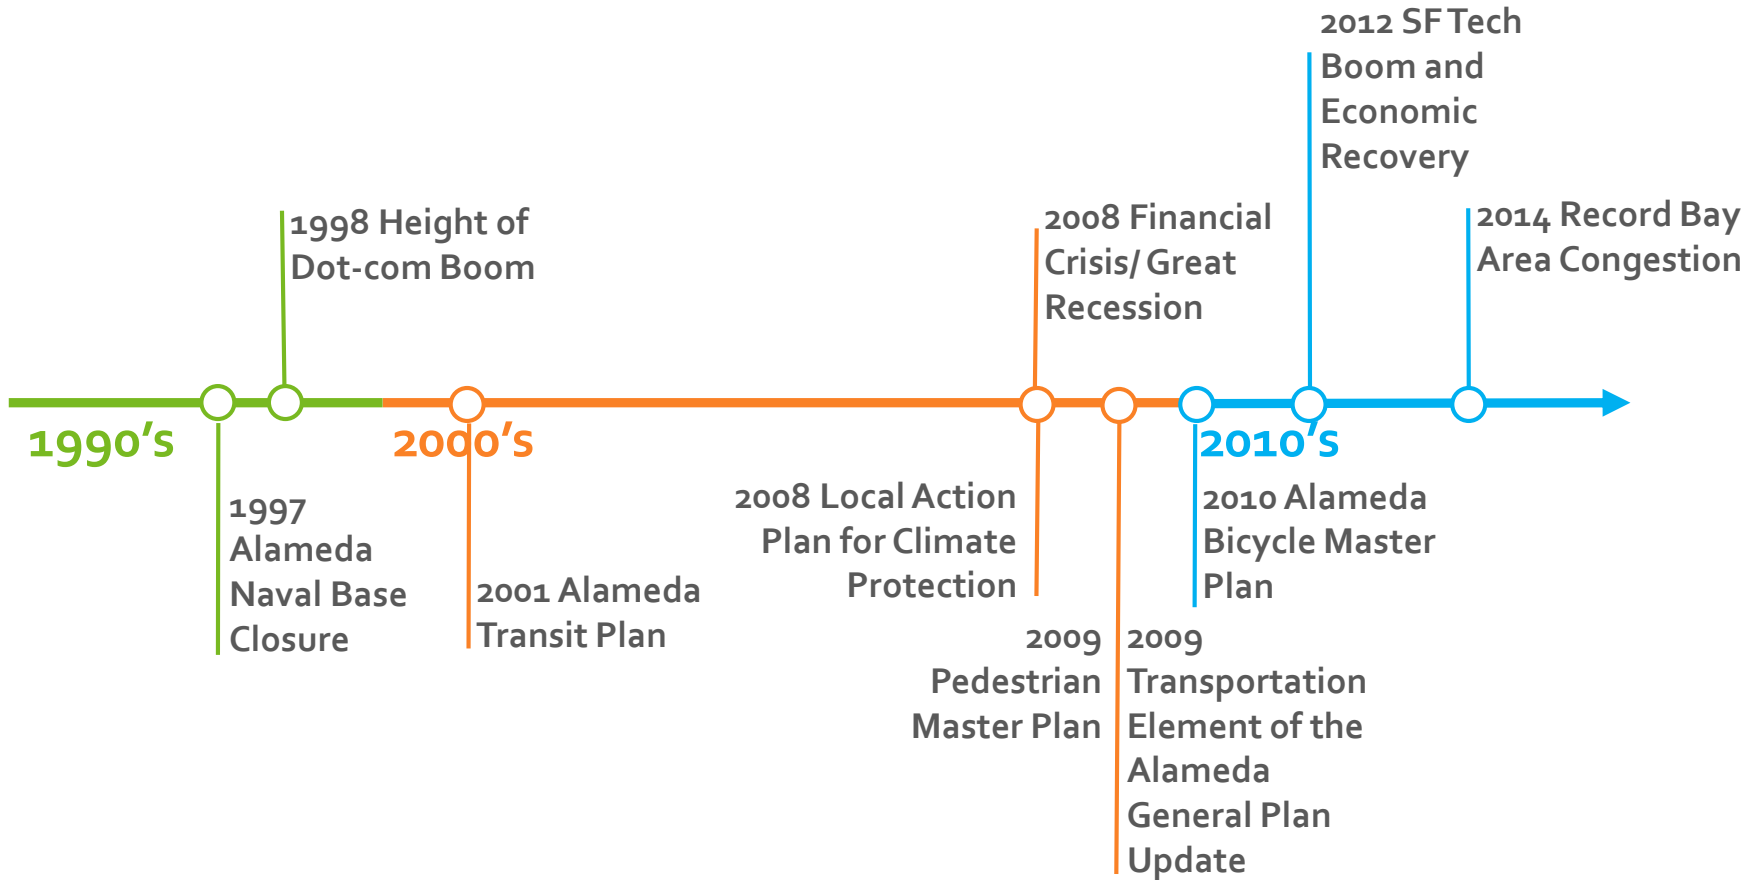 2012 SF Tech
Boom and
Economic
Recovery
1998 Height of
Dot-com Boom
2008 Financial
Crisis/ Great
Recession
2014 Record Bay
Area Congestion
1990's
2000's
2010's
1997
Alameda
Naval Base
Closure
2001 Alameda
Transit Plan
2008 Local Action
Plan for Climate
Protection
2010 Alameda
Bicycle Master
Plan
2009
Pedestrian
Master Plan
2009
Transportation
Element of the
Alameda
General Plan
Update